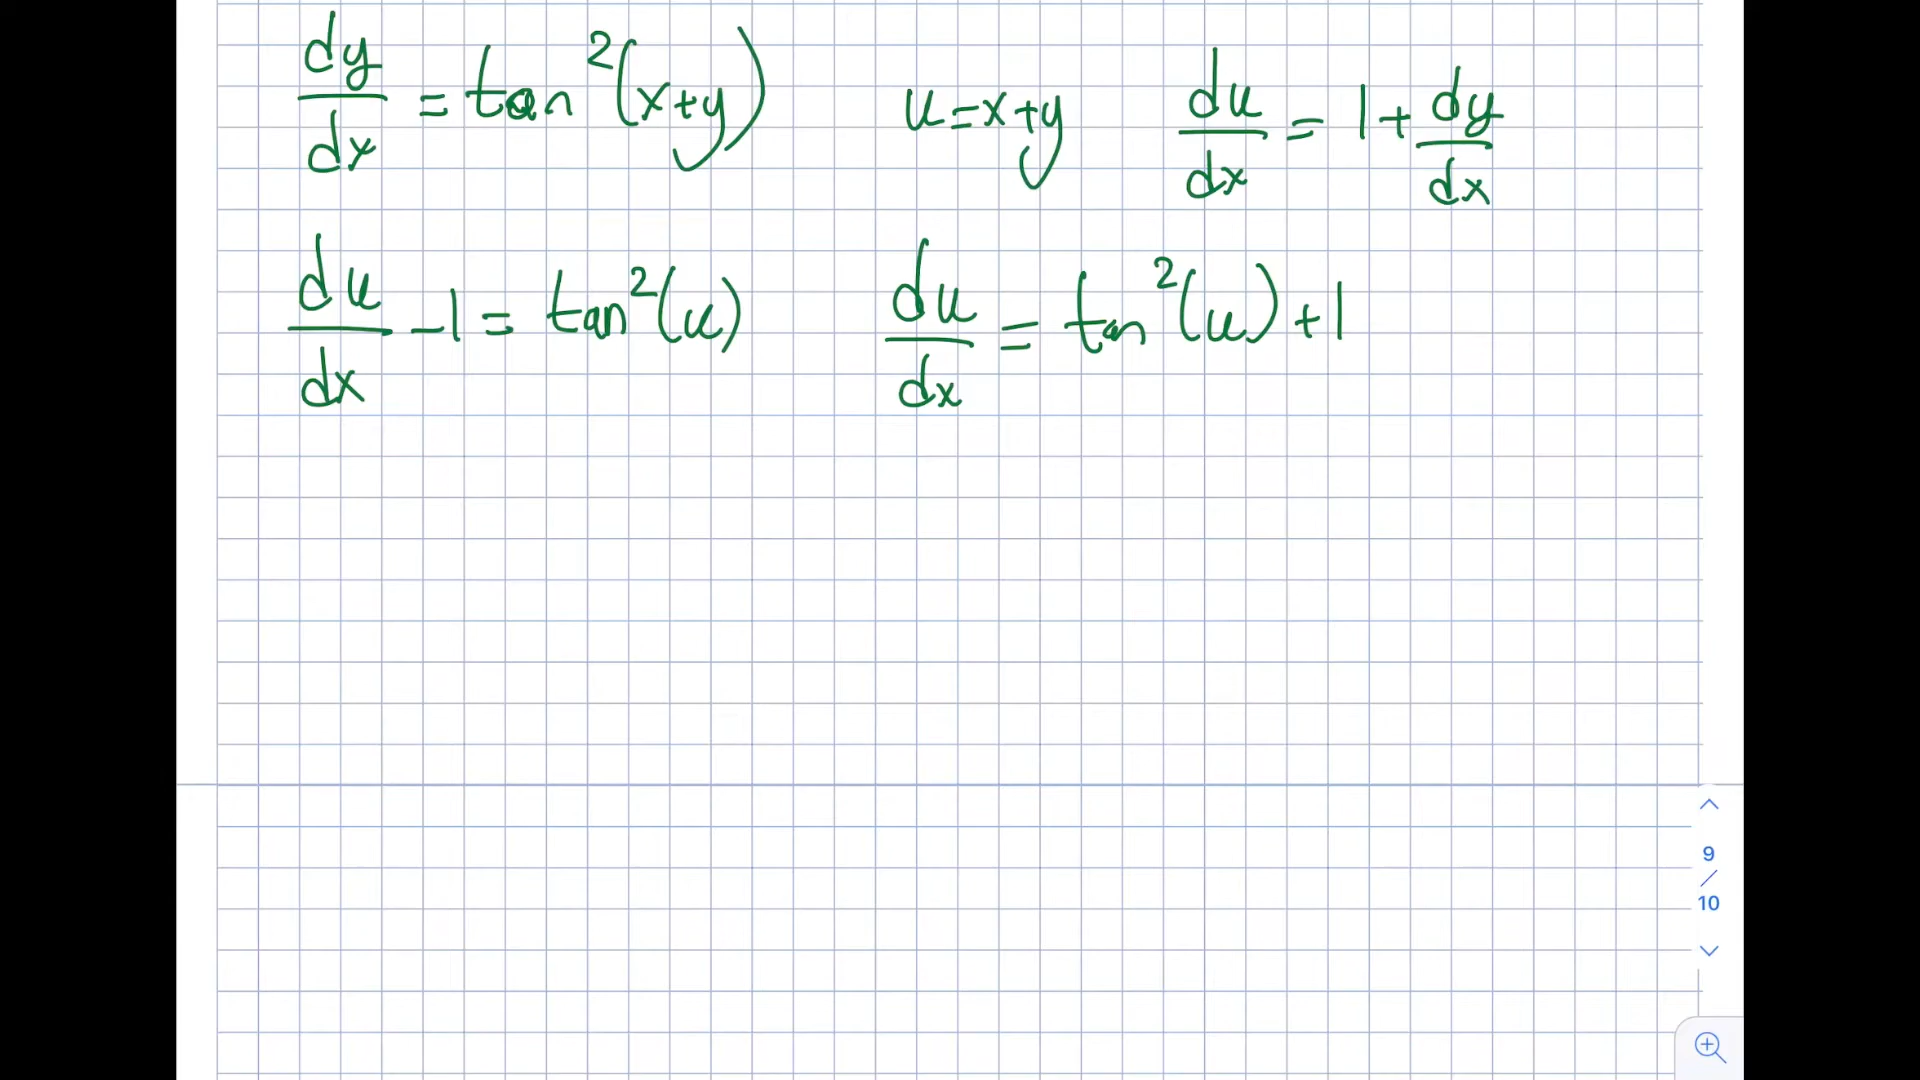 dy/dx = tan²(x+y) u=x+y du/dx = 1+ dy/dx
du/dx -1 = tan²(u) du/dx = tan²(u)+1
9
/
10